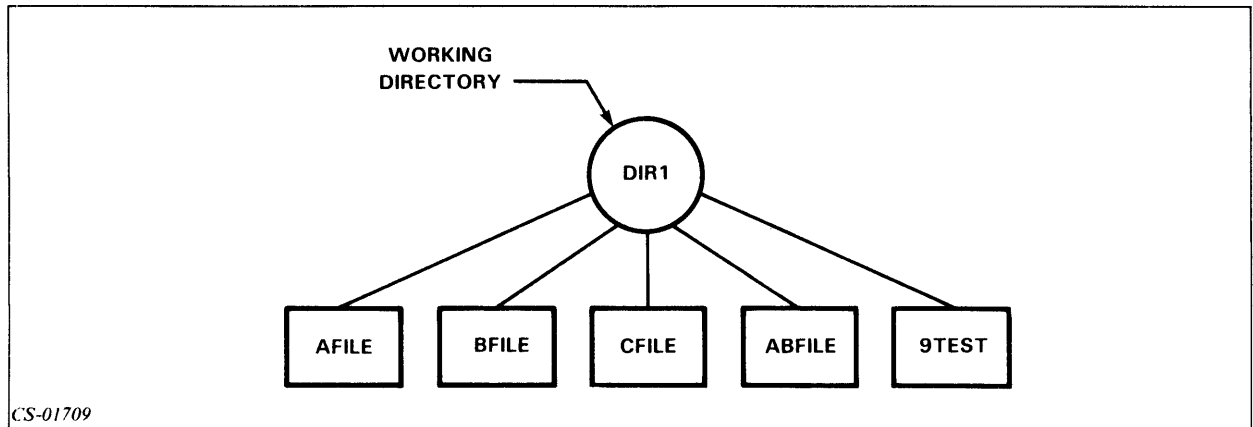 WORKING
DIRECTORY
DIR1
AFILE
BFILE
CFILE
ABFILE
9TEST
CS-01709